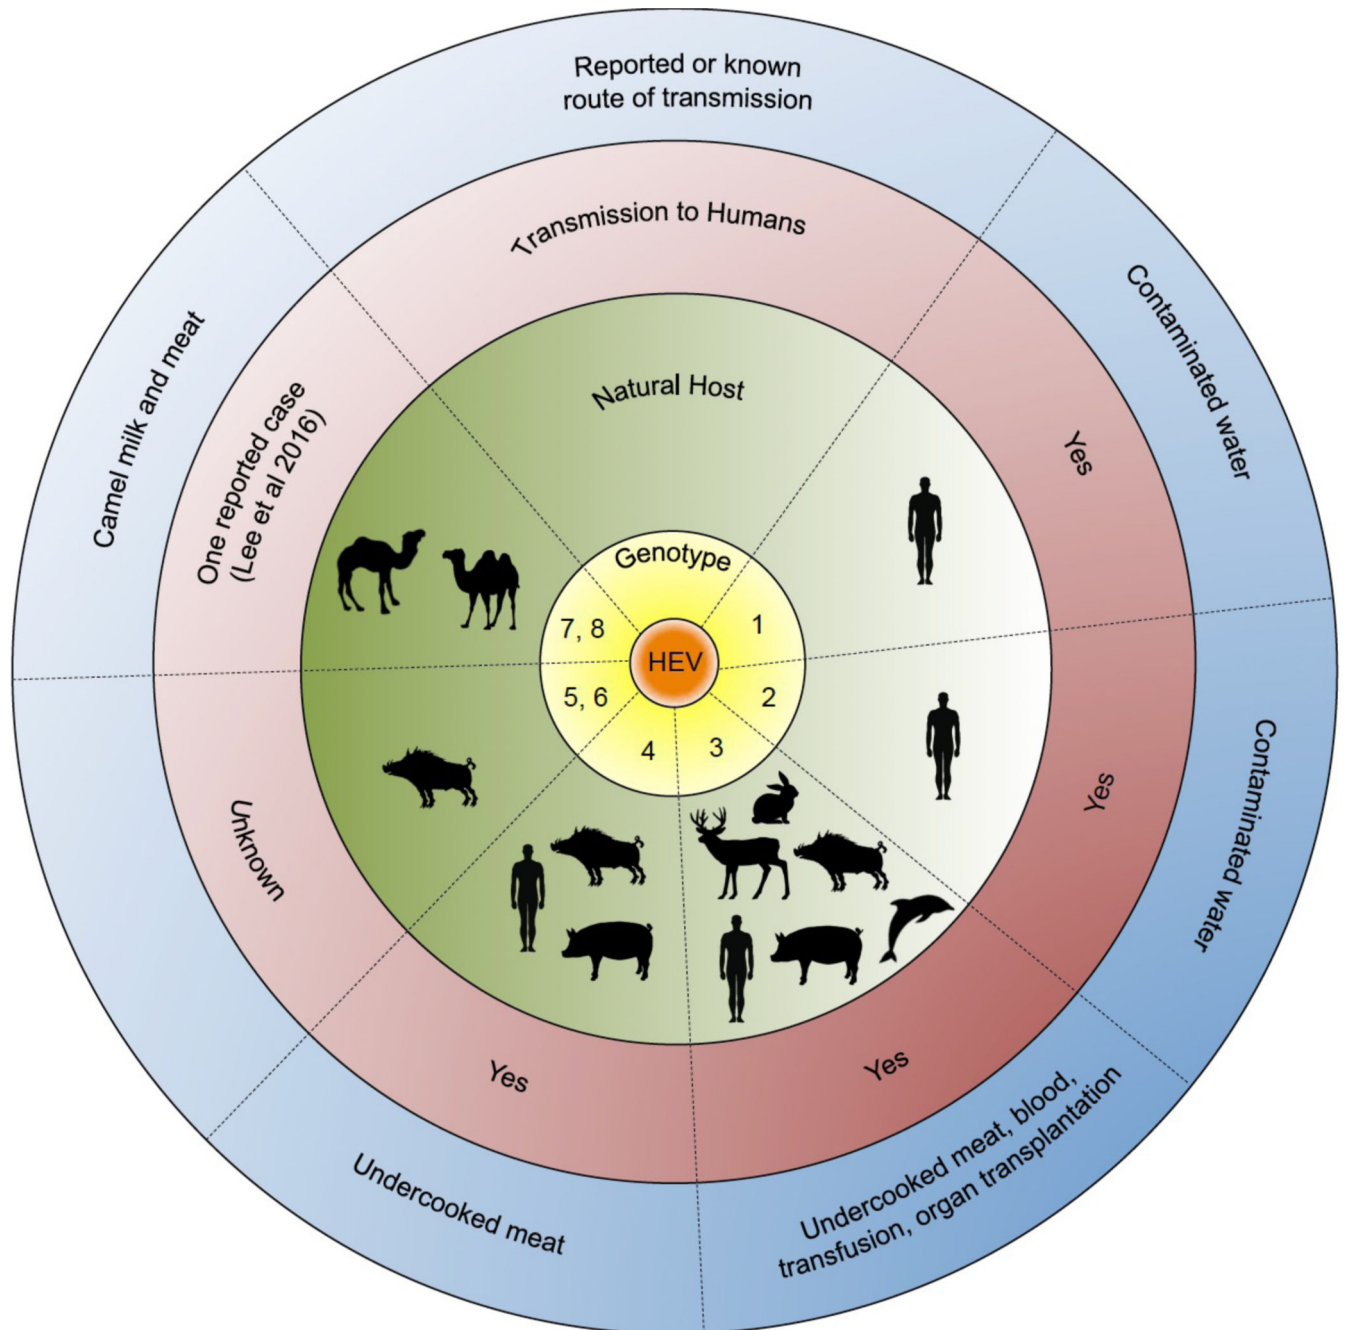 Reported or known
route of transmission
Transmission to Humans
Natural Host
Genotype
HEV
1
2
3
4
5, 6
7, 8
Yes
Contaminated water
Yes
Contaminated water
Yes
Undercooked meat, blood,
transfusion, organ transplantation
Yes
Undercooked meat
Unknown
One reported case
(Lee et al 2016)
Camel milk and meat